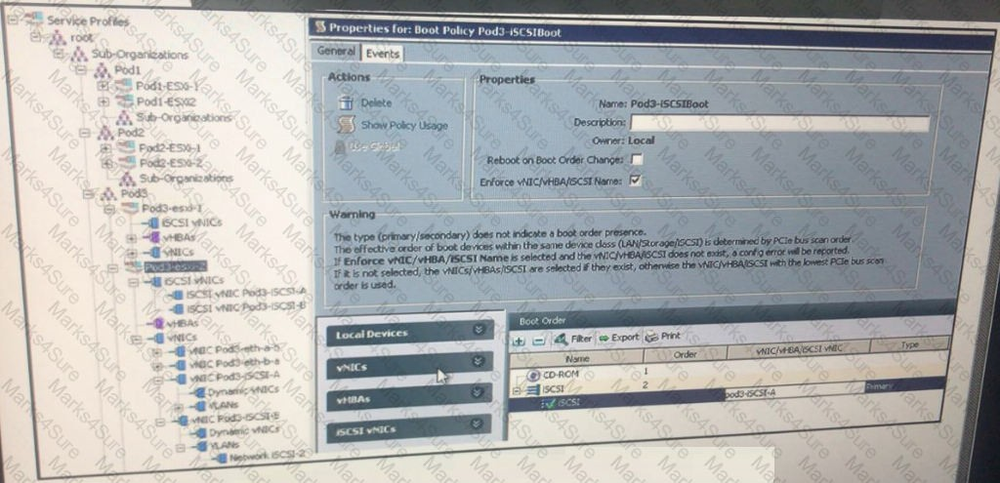 Service Profiles
root
Sub-Organizations
Pod1
Pod1-ESXi-1
Pod1-ESXi2
Sub-Organizations
Pod2
Pod2-ESXi-1
Pod2-ESXi-2
Sub-Organizations
Pod3
Pod3-esxi-1
iSCSI vNICs
vHBAs
vNICs
Pod3-esxi-2
iSCSI vNICs
iSCSI vNIC Pod3-iSCSI-A
iSCSI vNIC Pod3-iSCSI-B
vHBAs
vNICs
vNIC Pod3-eth-a-b
vNIC Pod3-eth-b-a
vNIC Pod3-iSCSI-A
Dynamic vNICs
VLANs
vNIC Pod3-iSCSI-B
Dynamic vNICs
VLANs
Network iSCSI-2
Properties for: Boot Policy Pod3-iSCSIBoot
General Events
Actions
Delete
Show Policy Usage
Use Global
Properties
Name: Pod3-iSCSIBoot
Description:
Owner: Local
Reboot on Boot Order Change:
Enforce vNIC/vHBA/iSCSI Name:
Warning
The type (primary/secondary) does not indicate a boot order presence.
The effective order of boot devices within the same device class (LAN/Storage/iSCSI) is determined by PCIe bus scan order.
If Enforce vNIC/vHBA/iSCSI Name is selected and the vNIC/vHBA/iSCSI does not exist, a config error will be reported.
If it is not selected, the vNICs/vHBAs/iSCSI are selected if they exist, otherwise the vNIC/vHBA/iSCSI with the lowest PCIe bus scan
order is used.
Local Devices
vNICs
vHBAs
iSCSI vNICs
Boot Order
Filter Export Print
Name Order vNIC/vHBA/iSCSI vNIC Type
CD-ROM 1
iSCSI 2
iSCSI pod3-iSCSI-A Primary
Marks4Sure